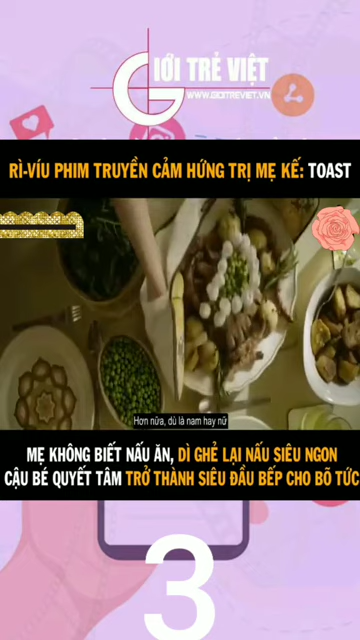 GIỚI TRẺ VIỆT
WWW.GIOITREVIET.VN
RÌ-VÍU PHIM TRUYỀN CẢM HỨNG TRỊ MẸ KẾ: TOAST
Hơn nữa, dù là nam hay nữ
MẸ KHÔNG BIẾT NẤU ĂN, DÌ GHẺ LẠI NẤU SIÊU NGON
CẬU BÉ QUYẾT TÂM TRỞ THÀNH SIÊU ĐẦU BẾP CHO BÕ TỨC
3